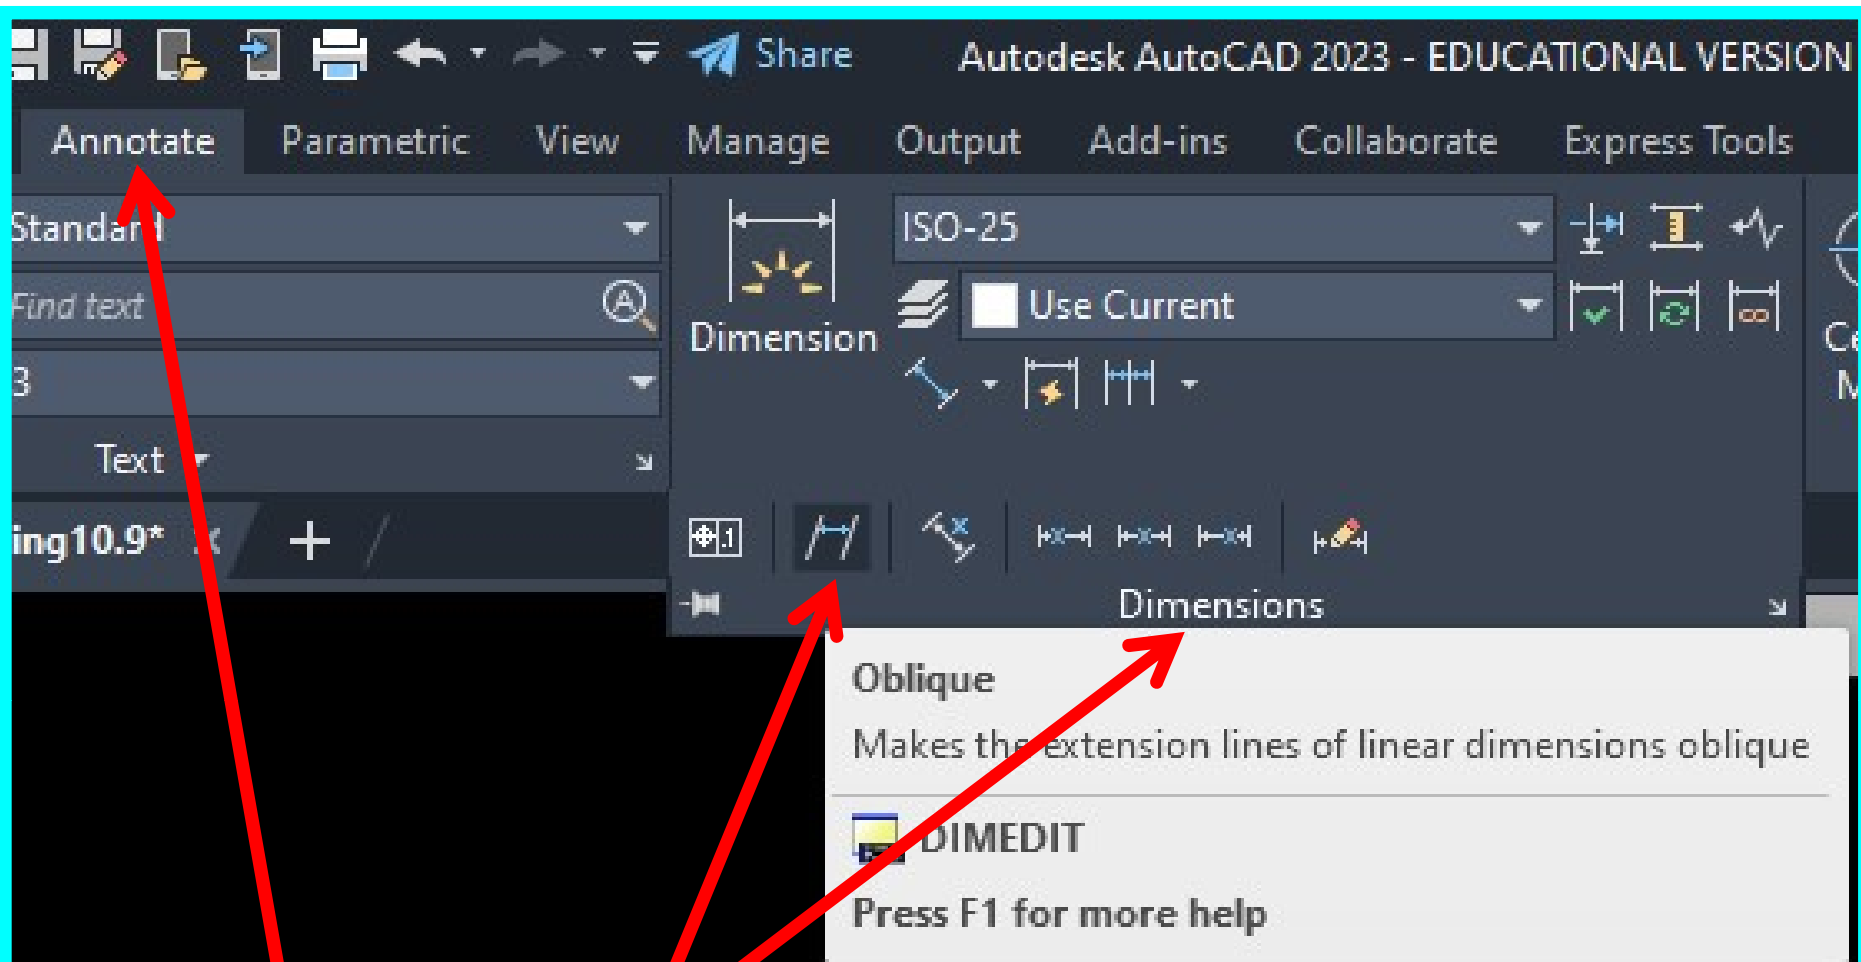 Share Autodesk AutoCAD 2023 - EDUCATIONAL VERSION
Annotate Parametric View Manage Output Add-ins Collaborate Express Tools
Standard ISO-25
Find text Use Current
Dimension
3
Text
ing10.9*
.1
Dimensions
Oblique
Makes the extension lines of linear dimensions oblique
DIMEDIT
Press F1 for more help